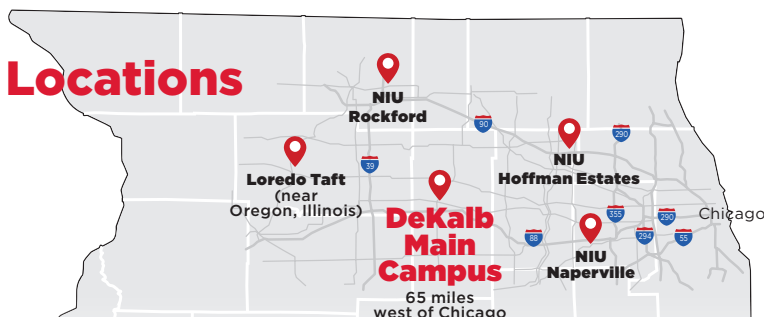 Locations
NIU
Rockford
90
290
NIU
Hoffman Estates
39
Loredo Taft
(near
Oregon, Illinois)
DeKalb
Main
Campus
65 miles
west of Chicago
88
355
290
Chicago
294
55
NIU
Naperville